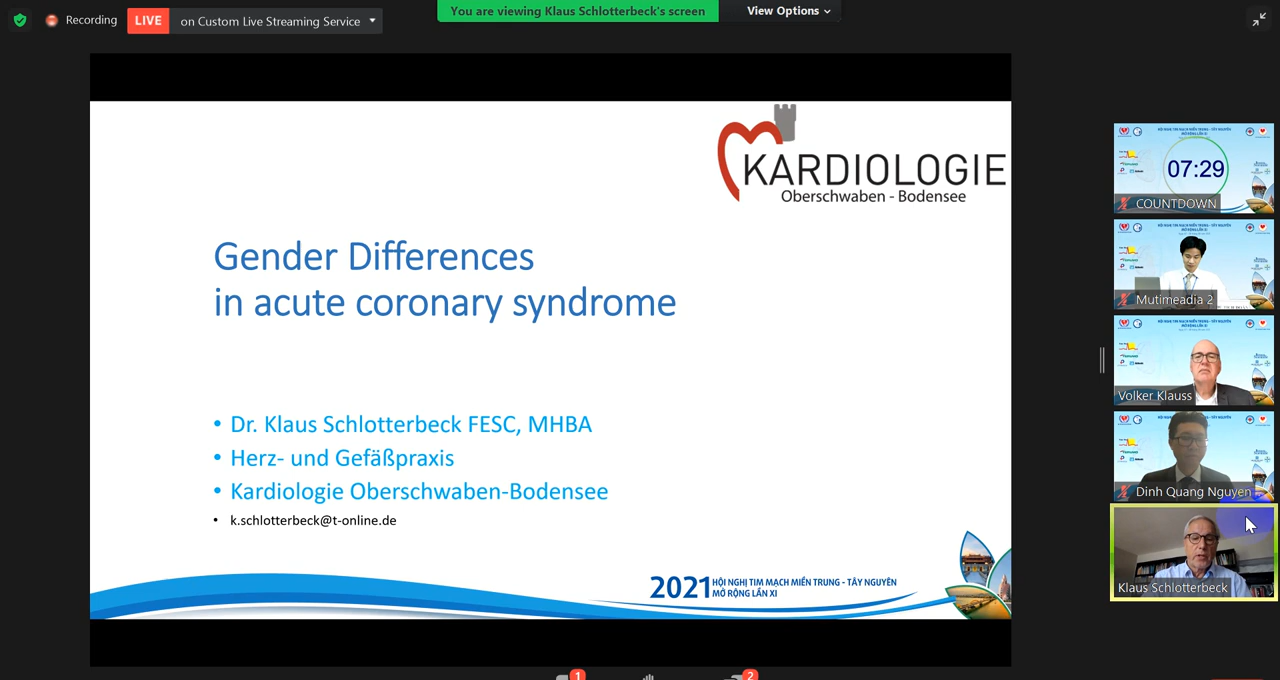 Recording
LIVE
on Custom Live Streaming Service
You are viewing Klaus Schlotterbeck's screen
View Options
KARDIOLOGIE
Oberschwaben - Bodensee
Gender Differences
in acute coronary syndrome
• Dr. Klaus Schlotterbeck FESC, MHBA
• Herz- und Gefäßpraxis
• Kardiologie Oberschwaben-Bodensee
• k.schlotterbeck@t-online.de
2021 HỘI NGHỊ TIM MẠCH MIỀN TRUNG - TÂY NGUYÊN
MỞ RỘNG LẦN XI
07:29
COUNTDOWN
Mutimeadia 2
Volker Klauss
Dinh Quang Nguyen
Klaus Schlotterbeck
1
2